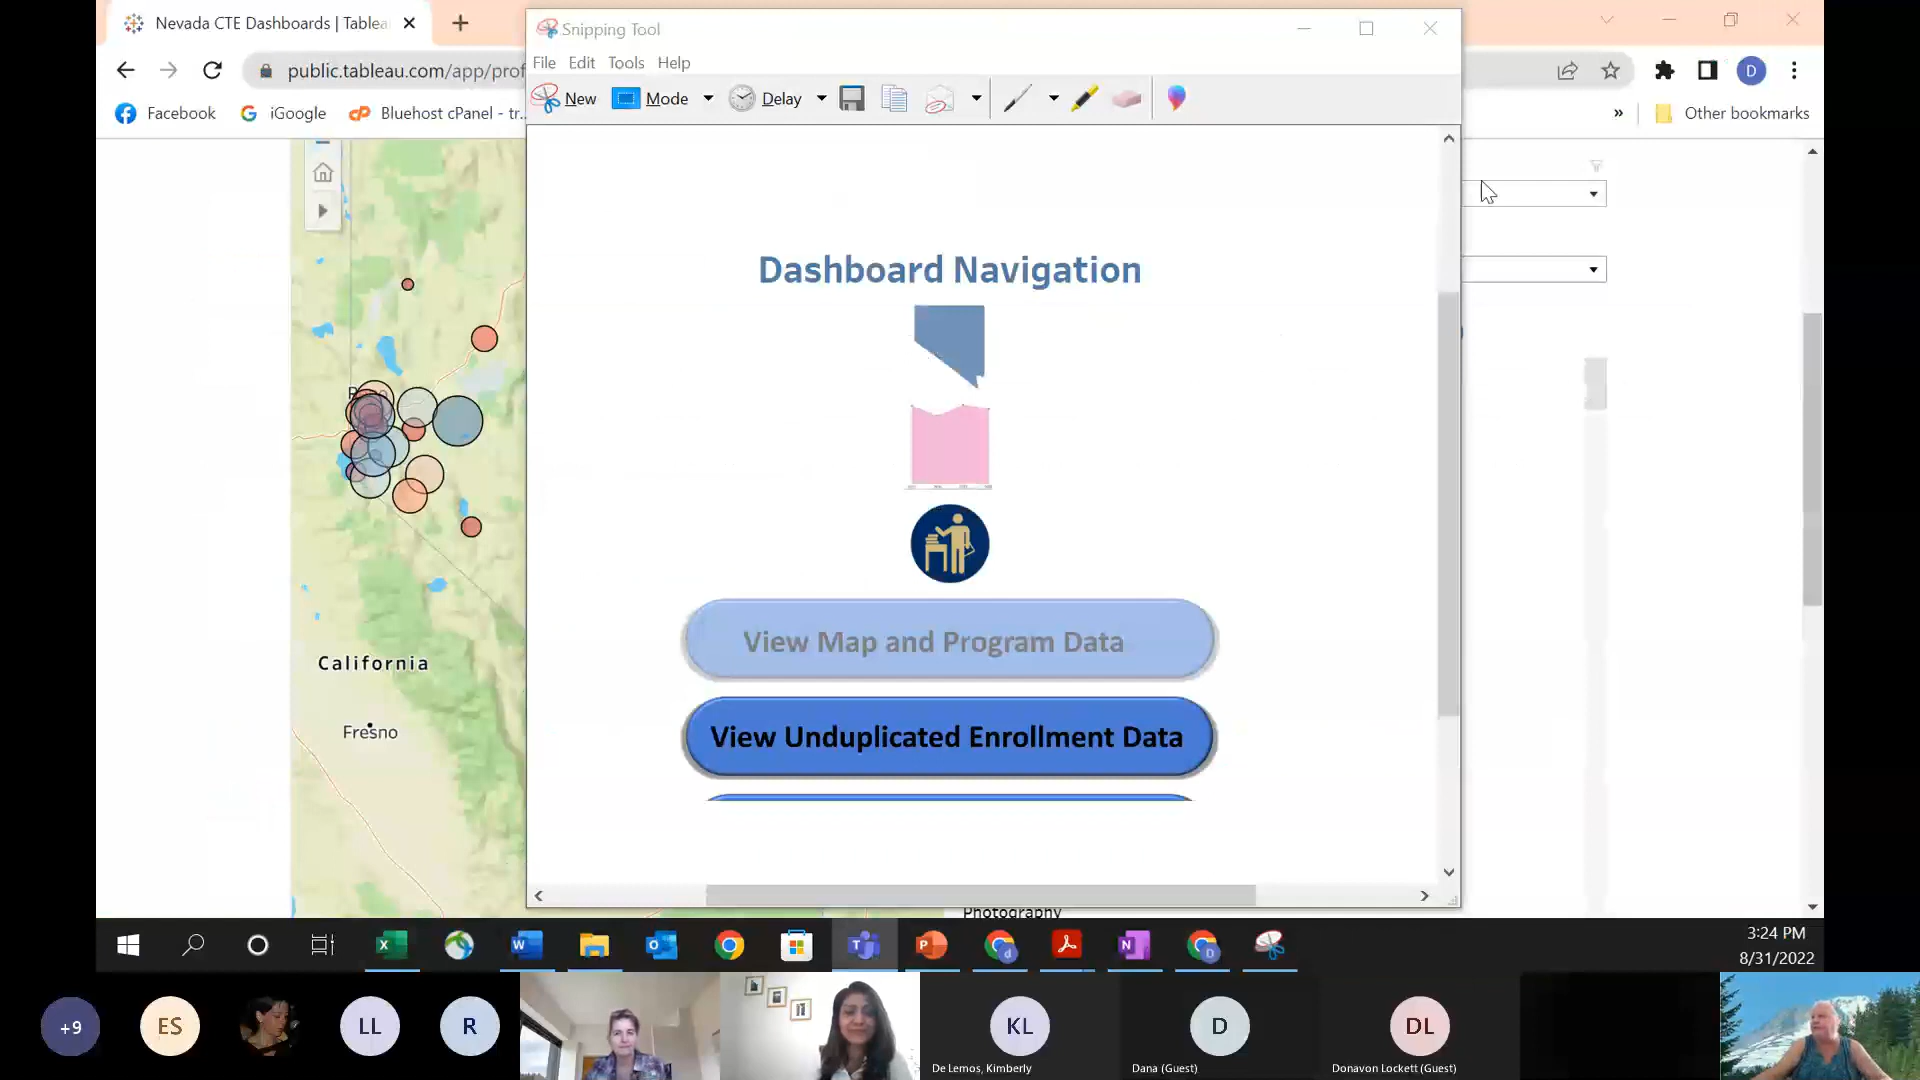 Nevada CTE Dashboards | Tablea
Snipping Tool
public.tableau.com/app/prof
File Edit Tools Help
D
New Mode Delay
Facebook iGoogle Bluehost cPanel - tr...
» Other bookmarks
Dashboard Navigation
View Map and Program Data
View Unduplicated Enrollment Data
California
Fresno
Photography
3:24 PM
8/31/2022
+9 ES LL R KL D DL
De Lemos, Kimberly Dana (Guest) Donavon Lockett (Guest)